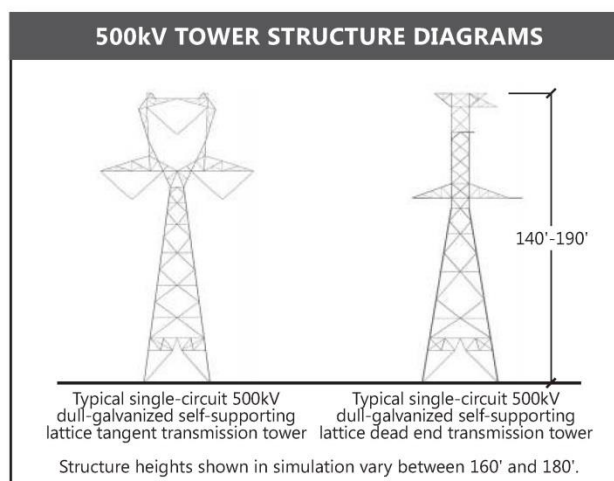 500kV TOWER STRUCTURE DIAGRAMS
140'-190'
Typical single-circuit 500kV
dull-galvanized self-supporting
lattice tangent transmission tower
Typical single-circuit 500kV
dull-galvanized self-supporting
lattice dead end transmission tower
Structure heights shown in simulation vary between 160' and 180'.